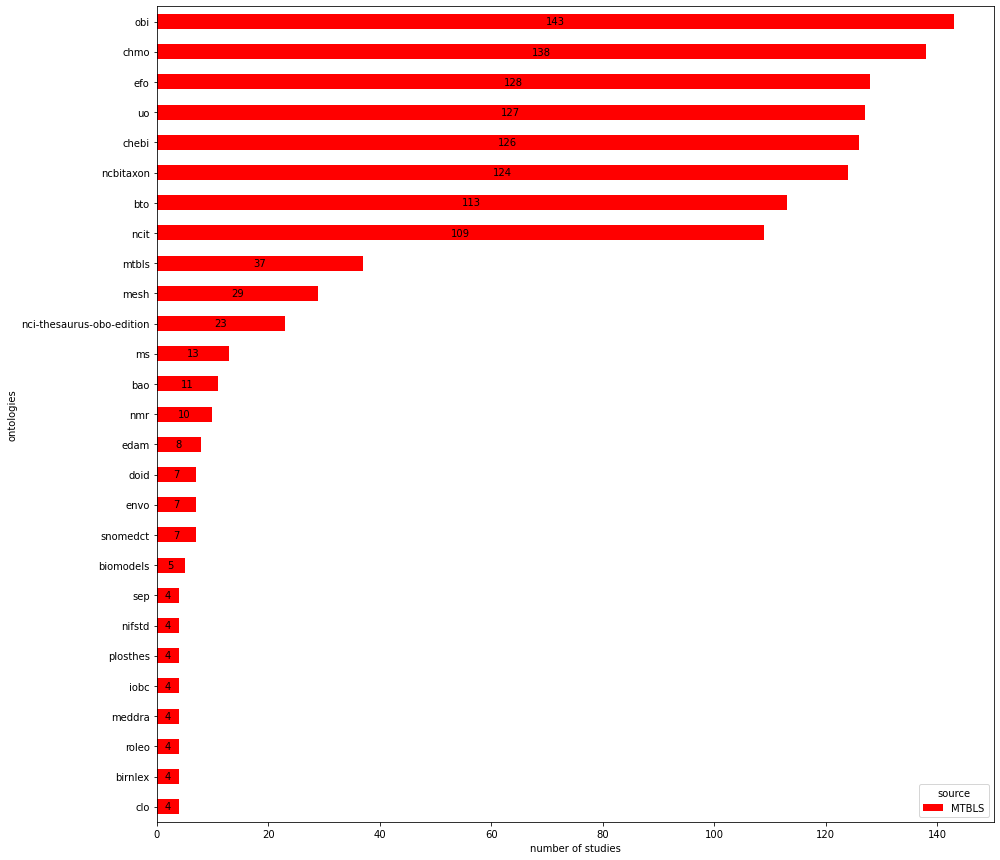 obi 143
chmo 138
efo 128
uo 127
chebi 126
ncbitaxon 124
bto 113
ncit 109
mtbls 37
mesh 29
nci-thesaurus-obo-edition 23
ms 13
bao 11
nmr 10
edam 8
doid 7
envo 7
snomedct 7
biomodels 5
sep 4
nifstd 4
plosthes 4
iobc 4
meddra 4
roleo 4
birnlex 4
clo 4
ontologies
0 20 40 60 80 100 120 140
number of studies
source
MTBLS